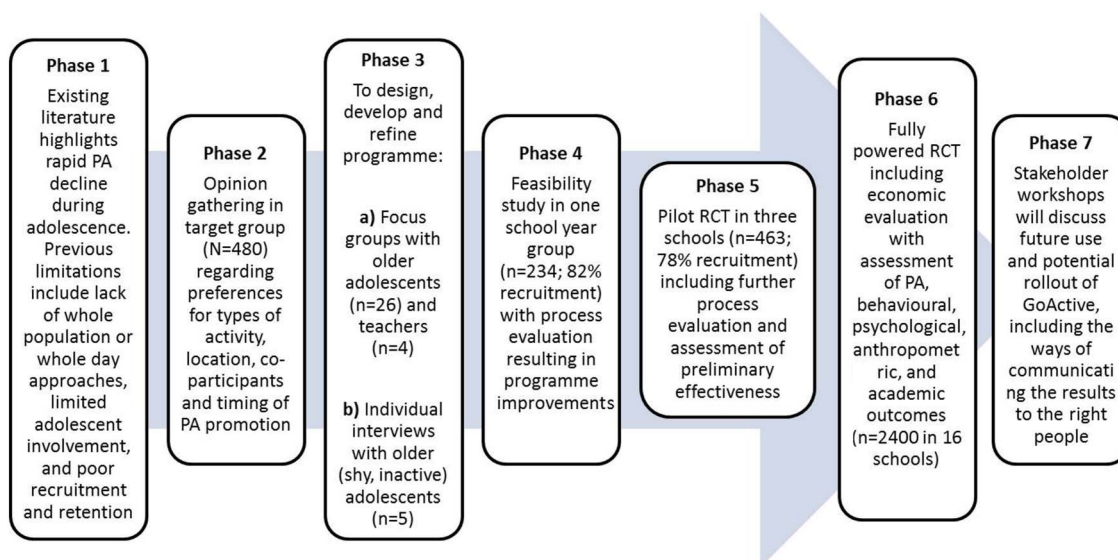 Phase 1
Existing
literature
highlights
rapid PA
decline
during
adolescence.
Previous
limitations
include lack
of whole
population or
whole day
approaches,
limited
adolescent
involvement,
and poor
recruitment
and retention
Phase 2
Opinion
gathering in
target group
(N=480)
regarding
preferences
for types of
activity,
location, co-
participants
and timing of
PA promotion
Phase 3
To design,
develop and
refine
programme:
a) Focus
groups with
older
adolescents
(n=26) and
teachers
(n=4)
b) Individual
interviews
with older
(shy, inactive)
adolescents
(n=5)
Phase 4
Feasibility
study in one
school year
group
(n=234; 82%
recruitment)
with process
evaluation
resulting in
programme
improvements
Phase 5
Pilot RCT in three
schools (n=463;
78% recruitment)
including further
process
evaluation and
assessment of
preliminary
effectiveness
Phase 6
Fully
powered RCT
including
economic
evaluation
with
assessment
of PA,
behavioural,
psychological,
anthropomet
ric, and
academic
outcomes
(n=2400 in 16
schools)
Phase 7
Stakeholder
workshops
will discuss
future use
and potential
rollout of
GoActive,
including the
ways of
communicati
ng the results
to the right
people